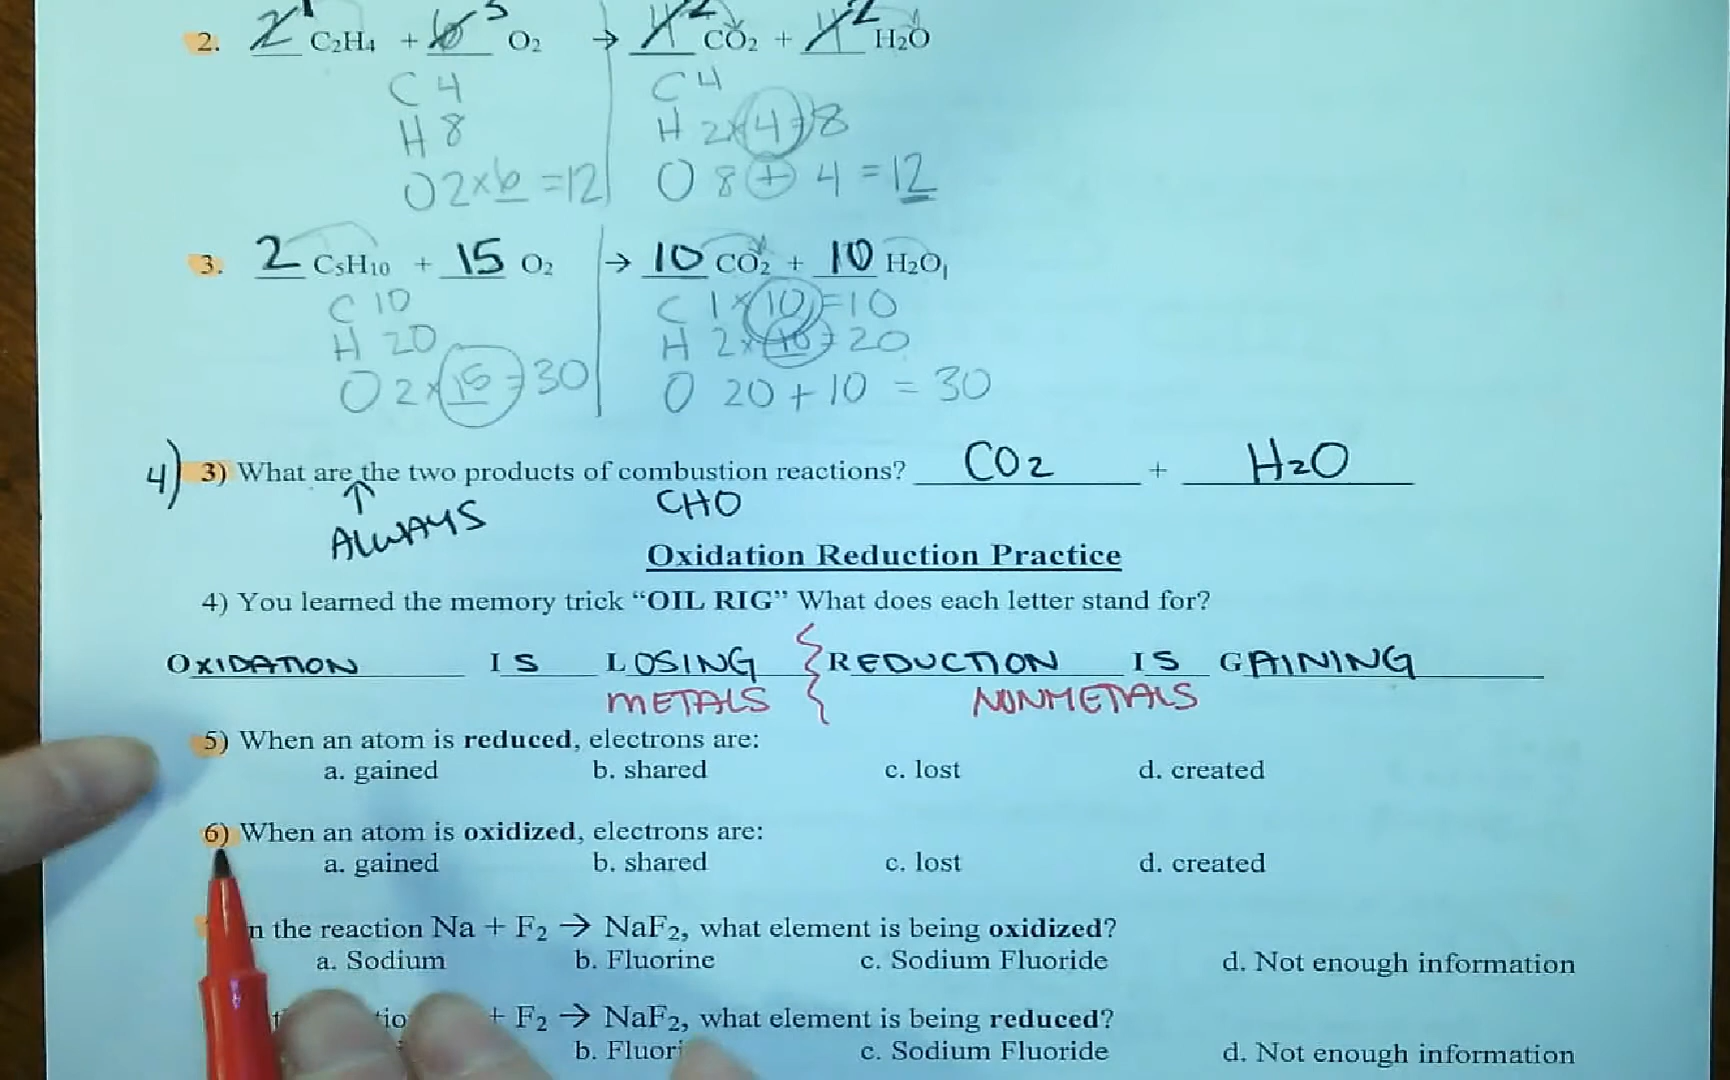 2. 2 1 C₂H₄ + 6 3 O₂ → 4 2 CO₂ + 4 2 H₂O
C 4 C 4
H 8 H 2×4=8
O 2×6=12 O 8+4=12
3. 2 C₅H₁₀ + 15 O₂ → 10 CO₂ + 10 H₂O
C 10 C 1×10=10
H 20 H 2×10=20
O 2×15=30 O 20+10=30
4) 3) What are the two products of combustion reactions? CO2 + H2O
↑ ALWAYS CHO
Oxidation Reduction Practice
4) You learned the memory trick “OIL RIG” What does each letter stand for?
OXIDATION IS LOSING REDUCTION IS GAINING
METALS NONMETALS
5) When an atom is reduced, electrons are:
a. gained b. shared c. lost d. created
6) When an atom is oxidized, electrons are:
a. gained b. shared c. lost d. created
n the reaction Na + F₂ → NaF₂, what element is being oxidized?
a. Sodium b. Fluorine c. Sodium Fluoride d. Not enough information
+ F₂ → NaF₂, what element is being reduced?
b. Fluori c. Sodium Fluoride d. Not enough information